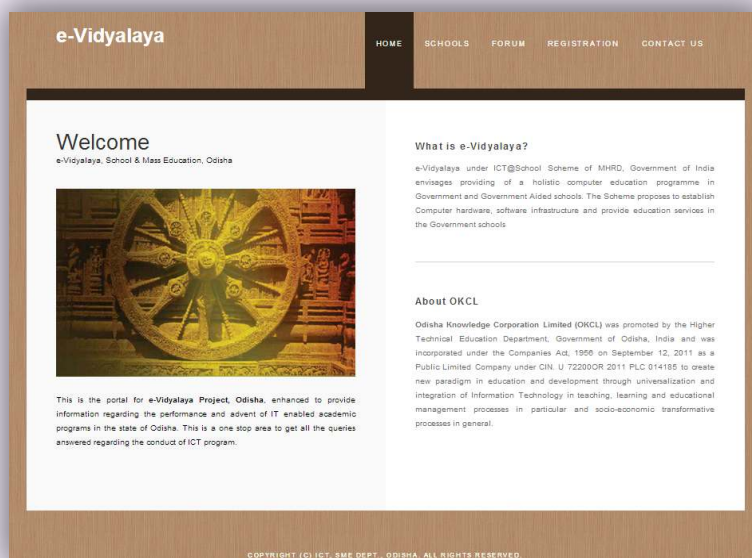 e-Vidyalaya
HOME SCHOOLS FORUM REGISTRATION CONTACT US
Welcome
e-Vidyalaya, School & Mass Education, Odisha
This is the portal for e-Vidyalaya Project, Odisha, enhanced to provide
information regarding the performance and advent of IT enabled academic
programs in the state of Odisha. This is a one stop area to get all the queries
answered regarding the conduct of ICT program.
What is e-Vidyalaya?
e-Vidyalaya under ICT@School Scheme of MHRD, Government of India
envisages providing of a holistic computer education programme in
Government and Government Aided schools. The Scheme proposes to establish
Computer hardware, software infrastructure and provide education services in
the Government schools
About OKCL
Odisha Knowledge Corporation Limited (OKCL) was promoted by the Higher
Technical Education Department, Government of Odisha, India and was
incorporated under the Companies Act, 1956 on September 12, 2011 as a
Public Limited Company under CIN. U 72200OR 2011 PLC 014185 to create
new paradigm in education and development through universalization and
integration of Information Technology in teaching, learning and educational
management processes in particular and socio-economic transformative
processes in general.
COPYRIGHT (C) ICT, SME DEPT., ODISHA. ALL RIGHTS RESERVED.